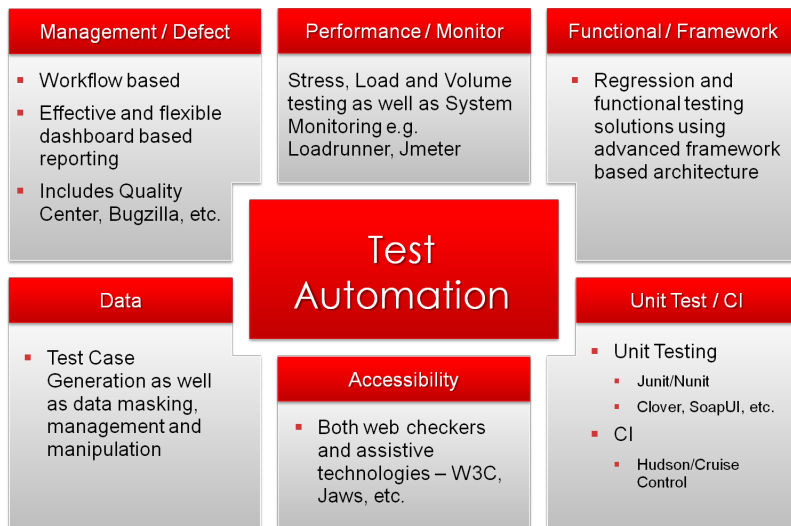 Management / Defect
Workflow based
Effective and flexible
dashboard based
reporting
Includes Quality
Center, Bugzilla, etc.
Performance / Monitor
Stress, Load and Volume
testing as well as System
Monitoring e.g.
Loadrunner, Jmeter
Functional / Framework
Regression and
functional testing
solutions using
advanced framework
based architecture
Test
Automation
Data
Test Case
Generation as well
as data masking,
management and
manipulation
Accessibility
Both web checkers
and assistive
technologies – W3C,
Jaws, etc.
Unit Test / CI
Unit Testing
Junit/Nunit
Clover, SoapUI, etc.
CI
Hudson/Cruise
Control